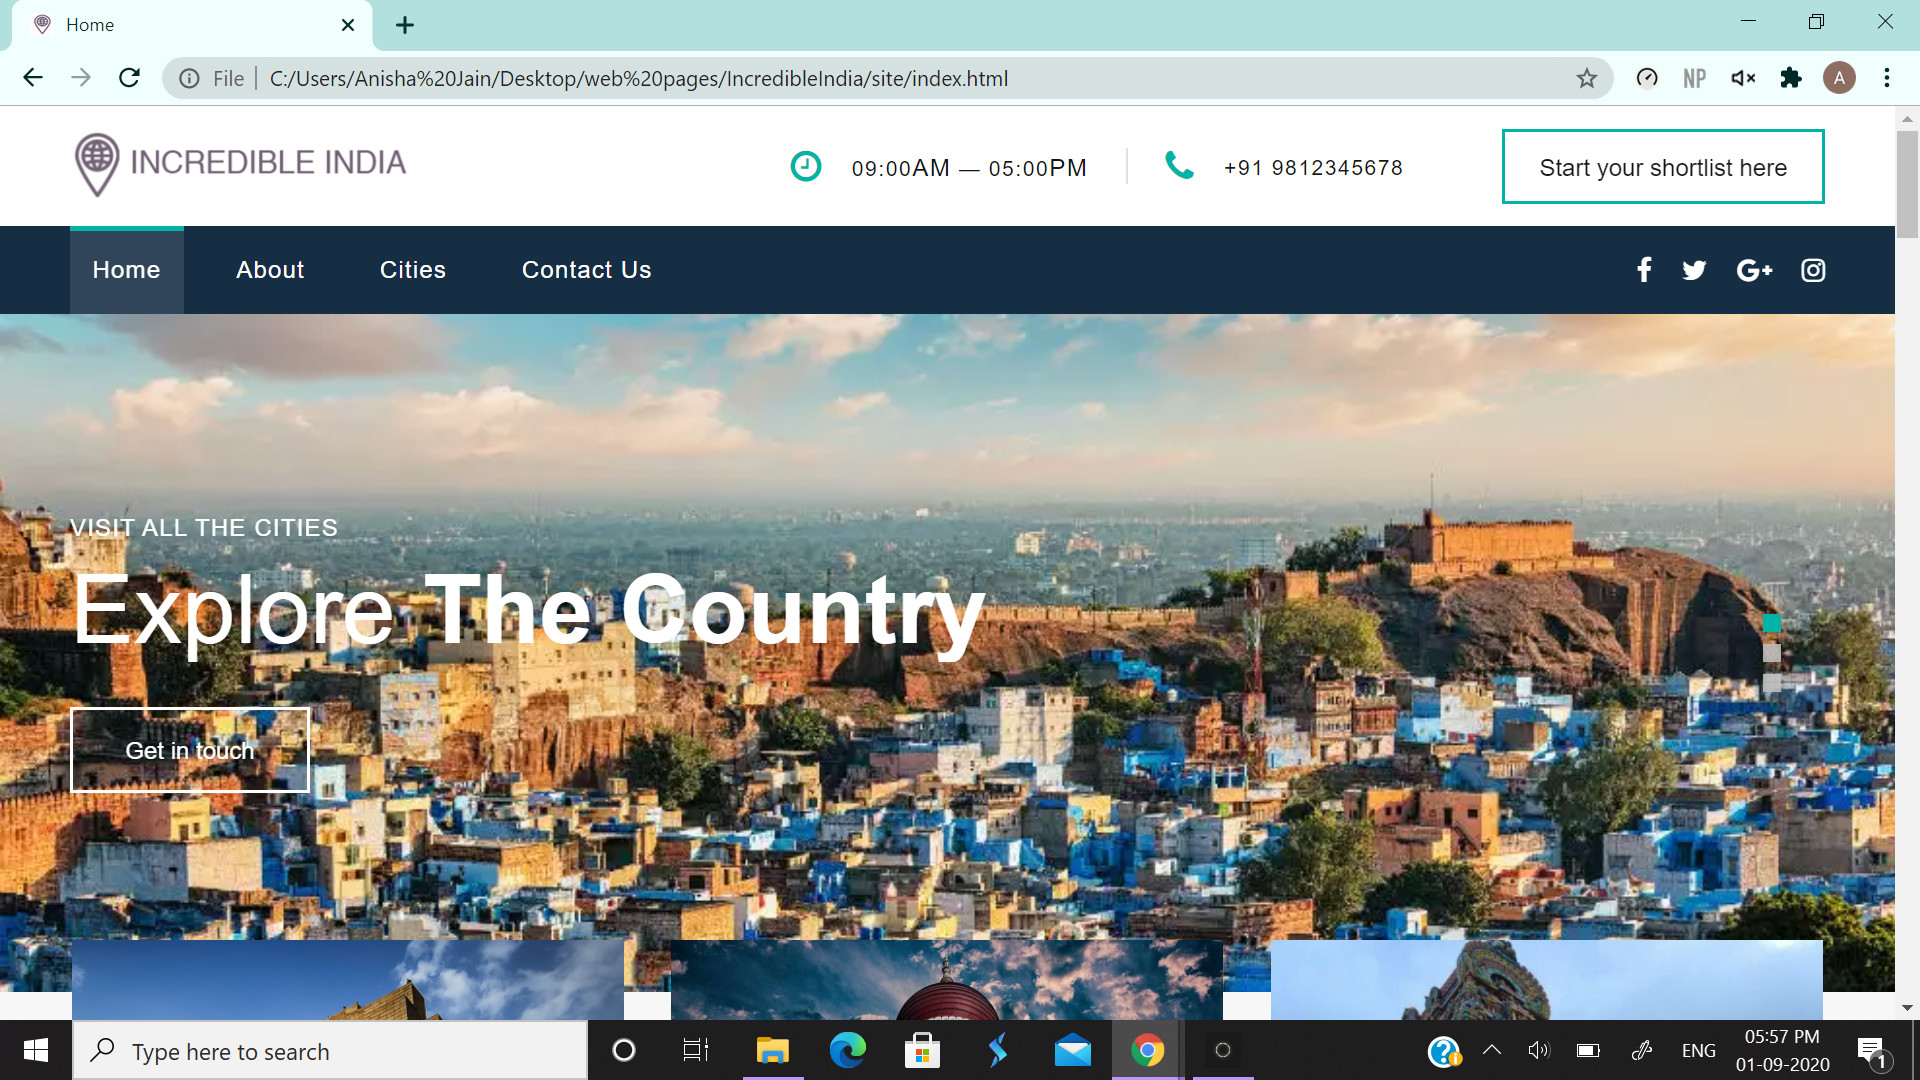 Home
File
C:/Users/Anisha%20Jain/Desktop/web%20pages/IncredibleIndia/site/index.html
NP
A
INCREDIBLE INDIA
09:00AM — 05:00PM
+91 9812345678
Start your shortlist here
Home
About
Cities
Contact Us
VISIT ALL THE CITIES
Explore The Country
Get in touch
Type here to search
ENG
05:57 PM
01-09-2020
1